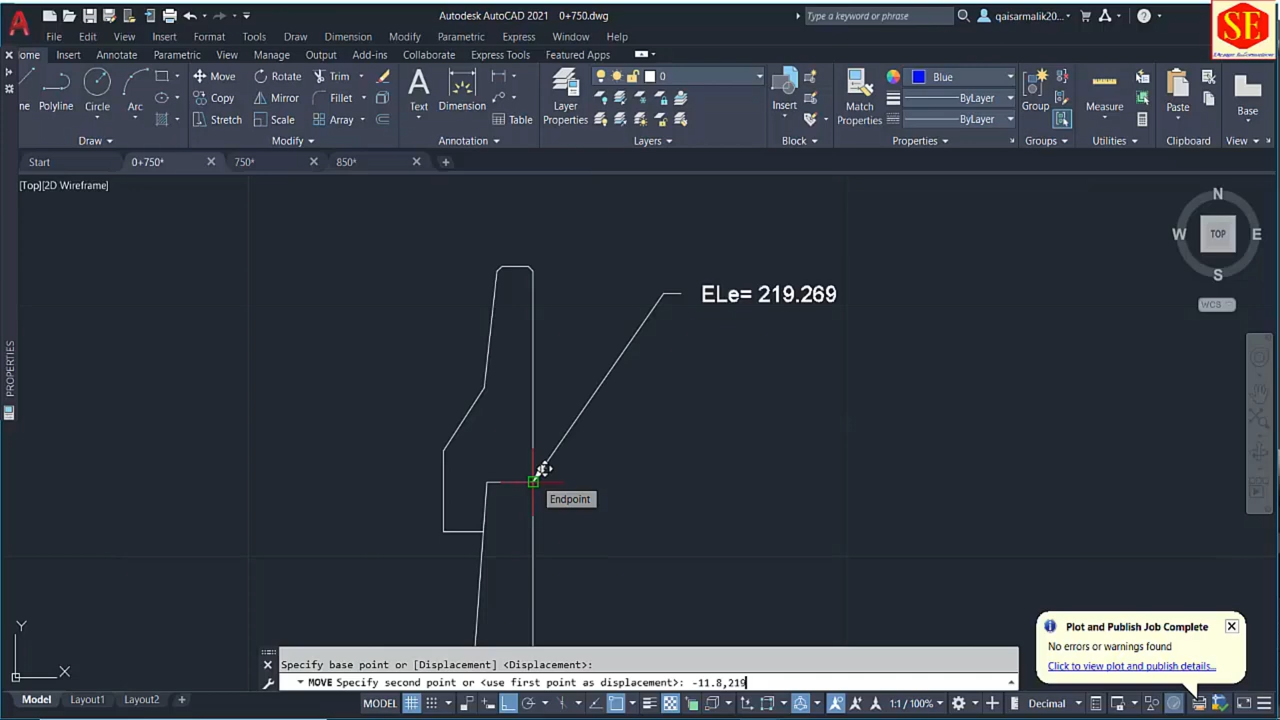 Autodesk AutoCAD 2021 0+750.dwg
Type a keyword or phrase
qaisarmalik20...
SE
File Edit View Insert Format Tools Draw Dimension Modify Parametric Express Window Help
ome Insert Annotate Parametric View Manage Output Add-ins Collaborate Express Tools Featured Apps
ne Polyline Circle Arc
Move Rotate Trim
Copy Mirror Fillet
Stretch Scale Array
Text Dimension Table
Layer Properties
0
Insert
Match Properties
Blue
ByLayer
ByLayer
Group Measure Paste Base
Draw Modify Annotation Layers Block Properties Groups Utilities Clipboard View
Start 0+750* 750* 850*
[Top][2D Wireframe]
N
W TOP E
S
WCS
ELe= 219.269
Endpoint
PROPERTIES
Y
X
Plot and Publish Job Complete
No errors or warnings found
Click to view plot and publish details...
Specify base point or [Displacement] <Displacement>:
MOVE Specify second point or <use first point as displacement>: -11.8,219
Model Layout1 Layout2
MODEL 1:1 / 100% Decimal